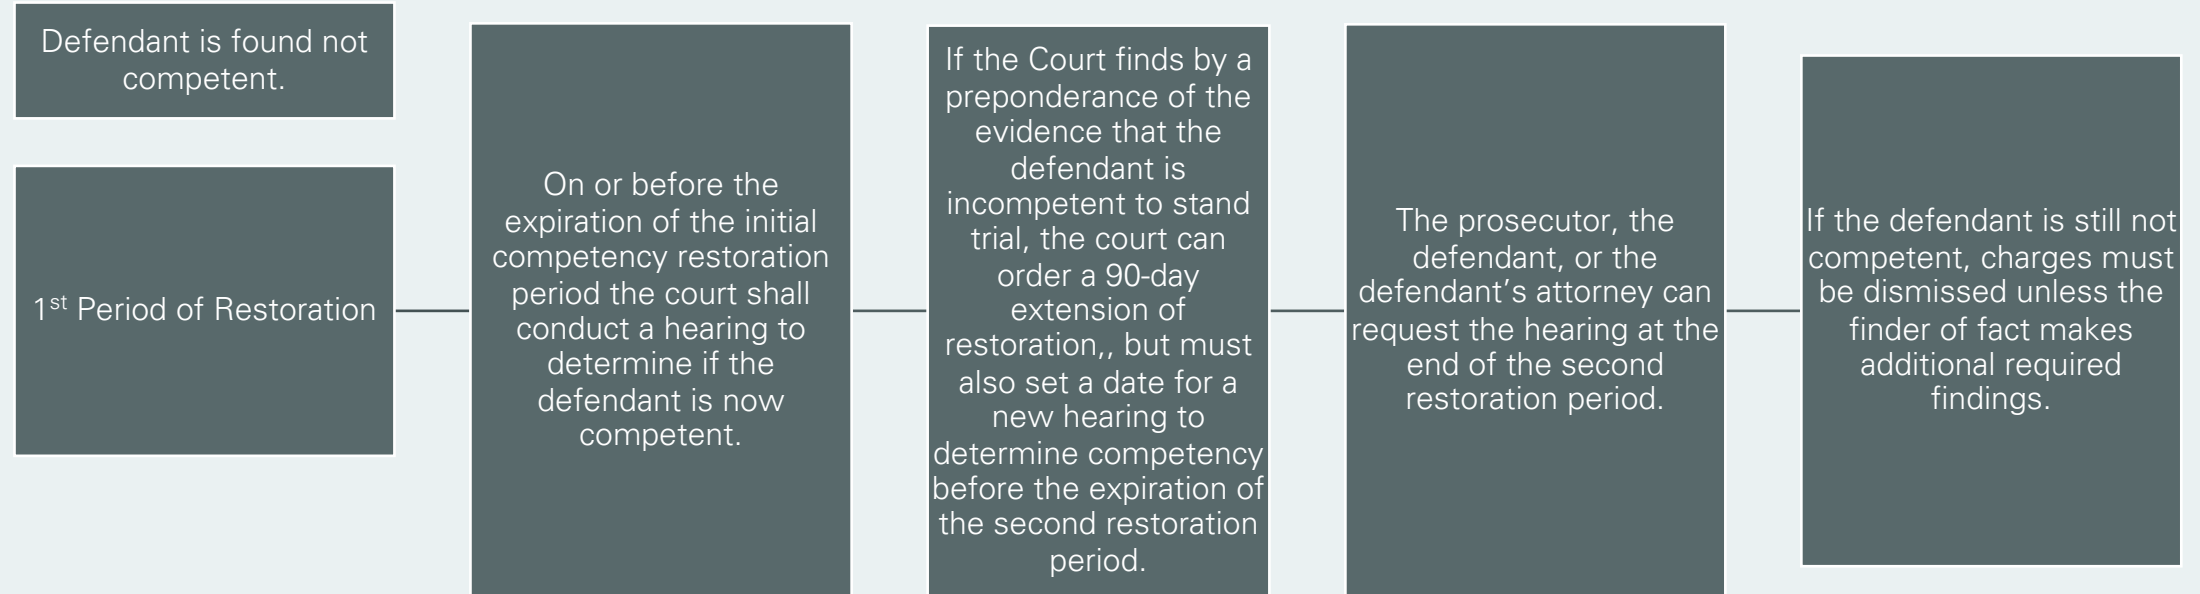 Defendant is found not
competent.
1st Period of Restoration
On or before the
expiration of the initial
competency restoration
period the court shall
conduct a hearing to
determine if the
defendant is now
competent.
If the Court finds by a
preponderance of the
evidence that the
defendant is
incompetent to stand
trial, the court can
order a 90-day
extension of
restoration,, but must
also set a date for a
new hearing to
determine competency
before the expiration of
the second restoration
period.
The prosecutor, the
defendant, or the
defendant’s attorney can
request the hearing at the
end of the second
restoration period.
If the defendant is still not
competent, charges must
be dismissed unless the
finder of fact makes
additional required
findings.